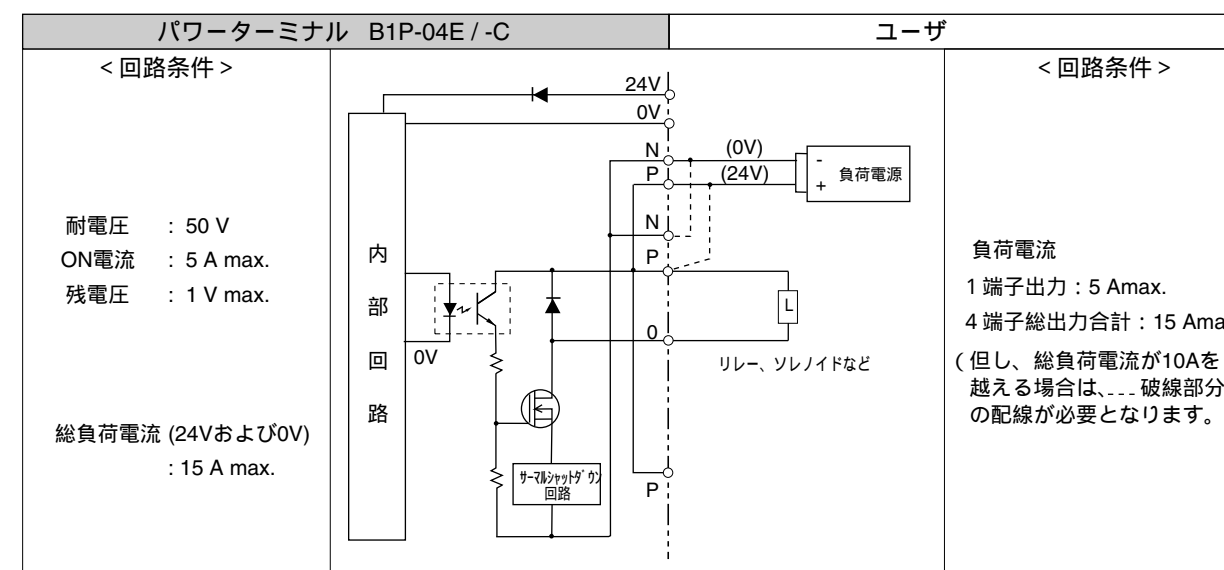 パワーターミナル B1P-04E / -C
ユーザ
<回路条件>
耐電圧 : 50 V
ON電流 : 5 A max.
残電圧 : 1 V max.
総負荷電流 (24Vおよび0V)
: 15 A max.
内部回路
24V
0V
N
P
N
P
0
P
0V
(0V)
(24V)
-
+
負荷電源
L
リレー、ソレノイドなど
サーマルシャットダウン
回路
<回路条件>
負荷電流
1端子出力:5 Amax.
4端子総出力合計:15 Ama
(但し、総負荷電流が10Aを
越える場合は、---破線部分
の配線が必要となります。